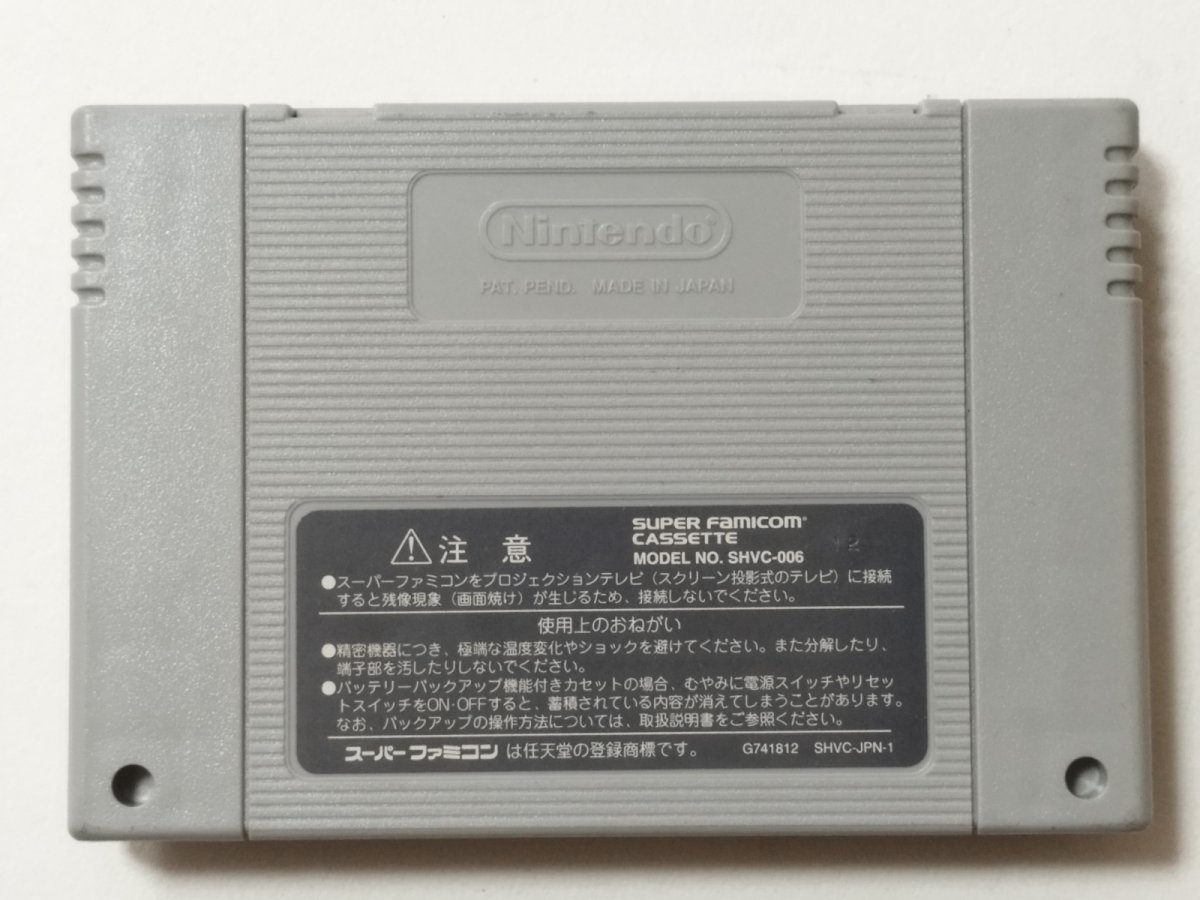 Nintendo®
PAT. PEND. MADE IN JAPAN
注 意
SUPER FAMICOM®
CASSETTE
MODEL NO. SHVC-006
12
●スーパーファミコンをプロジェクションテレビ（スクリーン投影式のテレビ）に接続
すると残像現象（画面焼け）が生じるため、接続しないでください。
使用上のおねがい
●精密機器につき、極端な温度変化やショックを避けてください。また分解したり、
端子部を汚したりしないでください。
●バッテリーバックアップ機能付きカセットの場合、むやみに電源スイッチやリセッ
トスイッチをON･OFFすると、蓄積されている内容が消えてしまうことがあります。
なお、バックアップの操作方法については、取扱説明書をご参照ください。
スーパーファミコン は任天堂の登録商標です。
G741812 SHVC-JPN-1